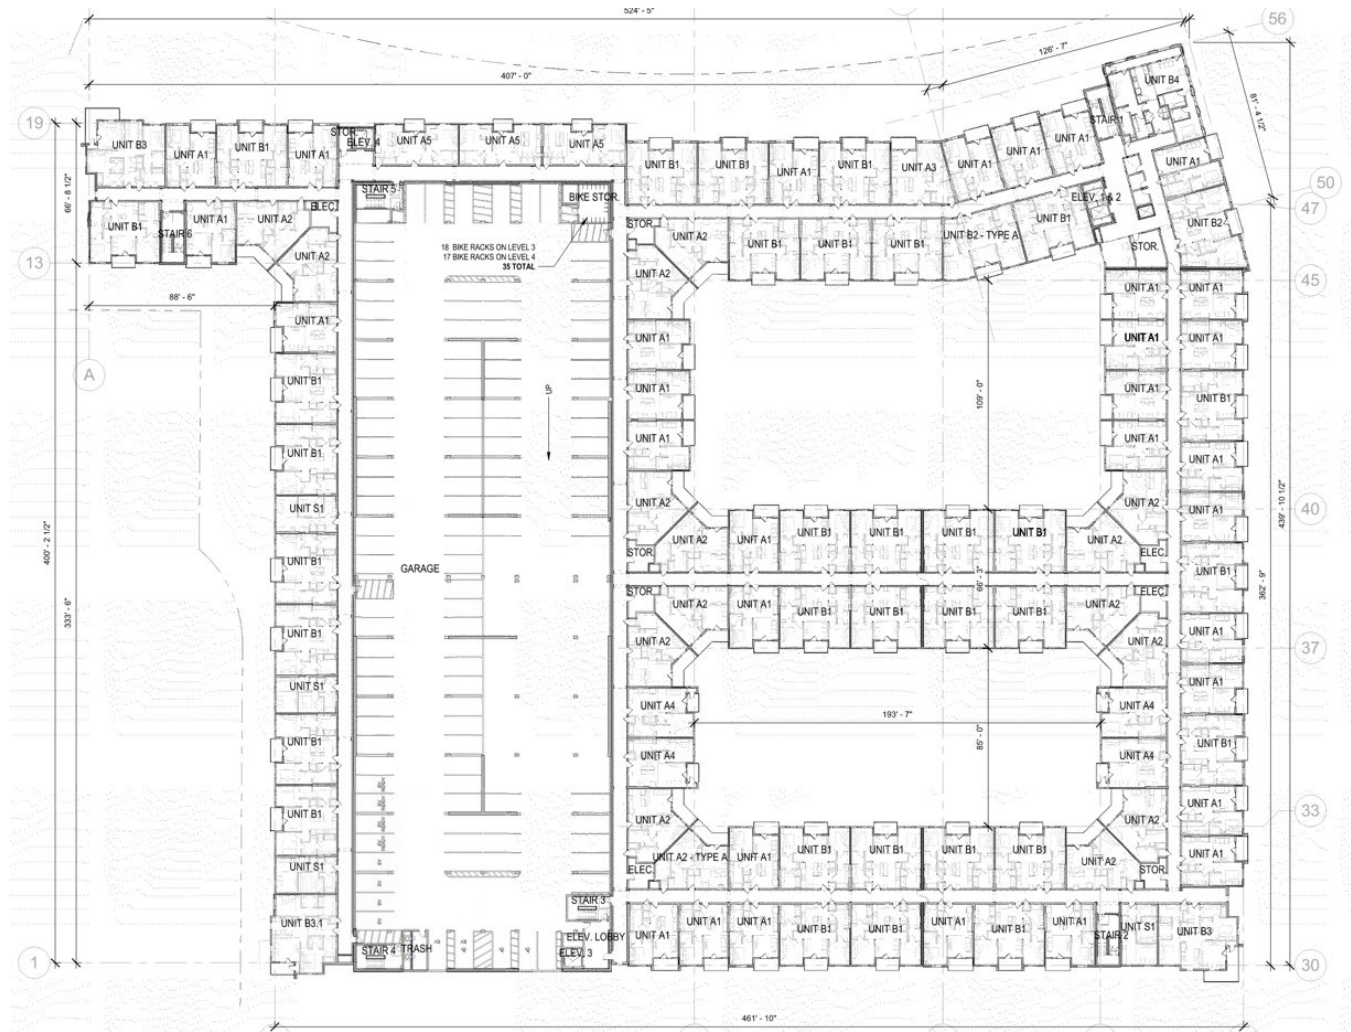 524' - 5"
56
126' - 7"
407' - 0"
UNIT B4
81' - 4 1/2"
STAIR 1
19
UNIT B3
UNIT A1
UNIT B1
UNIT A1
STOR.
ELEV. 4
UNIT A5
UNIT A5
UNIT A5
UNIT B1
UNIT B1
UNIT A1
UNIT B1
UNIT A3
UNIT A1
UNIT A1
UNIT A1
UNIT A1
50
66' - 8 1/2"
STAIR 5
BIKE STOR.
ELEV. 1 & 2
ELEC.
47
UNIT B1
STAIR 6
UNIT A1
UNIT A2
STOR.
UNIT A2
UNIT B1
UNIT B1
UNIT B1
UNIT B2 - TYPE A
UNIT B1
STOR.
UNIT B2
18 BIKE RACKS ON LEVEL 3
17 BIKE RACKS ON LEVEL 4
35 TOTAL
13
UNIT A2
UNIT A2
45
UNIT A1
UNIT A1
88' - 6"
UNIT A1
UNIT A1
UNIT A1
UNIT A1
A
UNIT B1
UNIT A1
UNIT A1
UNIT B1
UP
109' - 0"
UNIT B1
UNIT A1
UNIT A1
UNIT A1
UNIT S1
UNIT A2
UNIT A2
UNIT A1
40
439' - 10 1/2"
400' - 2 1/2"
UNIT B1
STOR.
UNIT A2
UNIT A1
UNIT B1
UNIT B1
UNIT B1
UNIT B1
UNIT A2
ELEC.
GARAGE
66' - 3"
UNIT B1
362' - 9"
333' - 6"
STOR.
UNIT A2
UNIT A1
UNIT B1
UNIT B1
UNIT B1
UNIT B1
UNIT A2
ELEC.
UNIT B1
UNIT A2
UNIT A2
UNIT A1
37
UNIT S1
UNIT A1
UNIT A4
UNIT A4
193' - 7"
UNIT B1
85' - 0"
UNIT B1
UNIT A4
UNIT A4
UNIT B1
UNIT A2
UNIT A2
UNIT A1
33
UNIT S1
ELEC.
UNIT A2 - TYPE A
UNIT A1
UNIT B1
UNIT B1
UNIT B1
UNIT B1
UNIT A2
STOR.
UNIT A1
STAIR 3
UNIT B3.1
UNIT A1
UNIT A1
UNIT A1
UNIT B1
UNIT B1
UNIT A1
UNIT B1
UNIT A1
STAIR 2
UNIT S1
UNIT B3
ELEV. LOBBY
ELEV. 3
STAIR 4
TRASH
1
30
461' - 10"